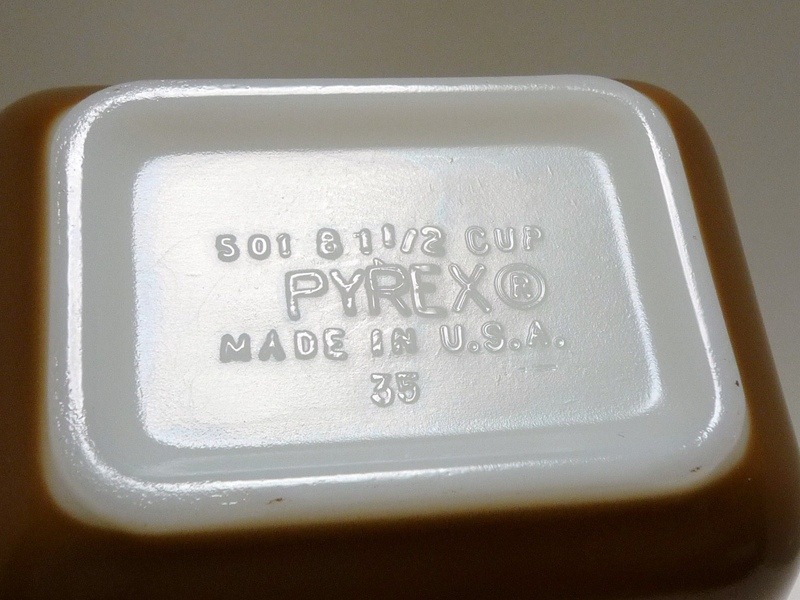 501 B 1 1/2 CUP
PYREX®
MADE IN U.S.A.
35